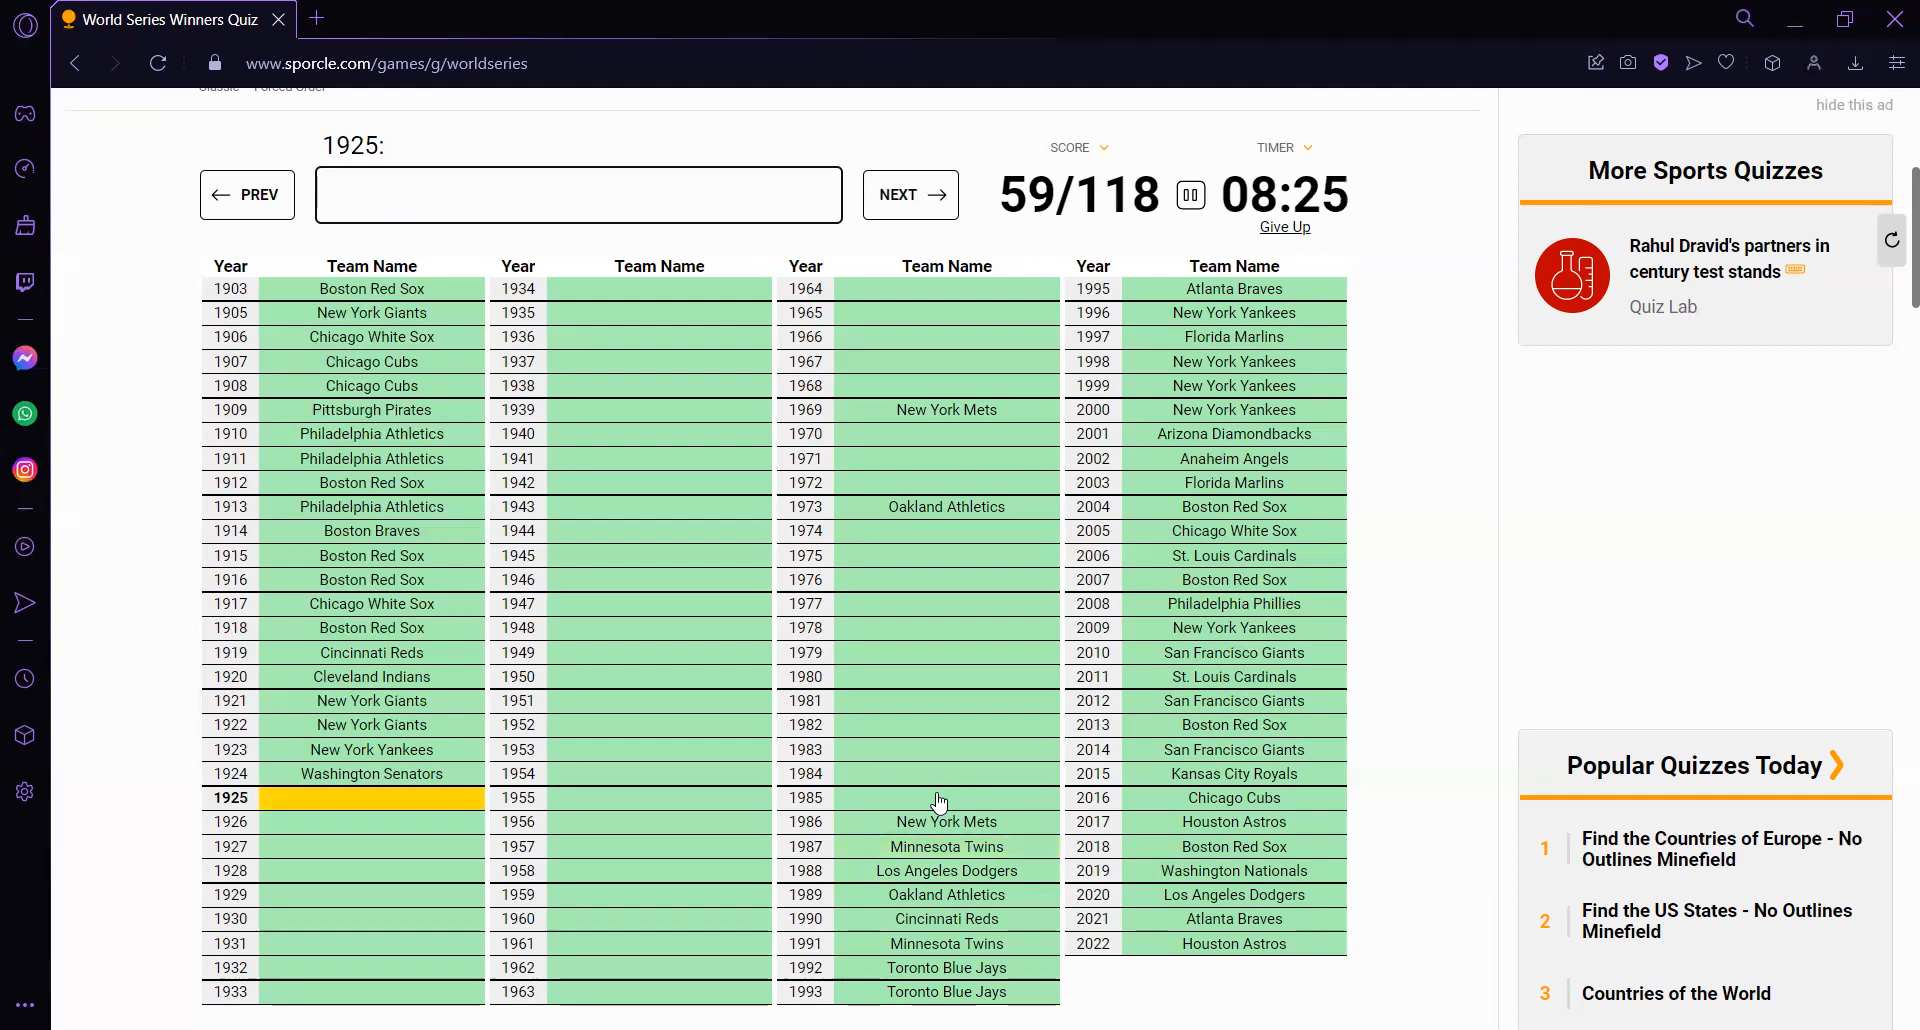 World Series Winners Quiz
www.sporcle.com/games/g/worldseries
hide this ad
1925:
PREV
NEXT
SCORE
59/118
TIMER
08:25
Give Up
Year Team Name
1903 Boston Red Sox
1905 New York Giants
1906 Chicago White Sox
1907 Chicago Cubs
1908 Chicago Cubs
1909 Pittsburgh Pirates
1910 Philadelphia Athletics
1911 Philadelphia Athletics
1912 Boston Red Sox
1913 Philadelphia Athletics
1914 Boston Braves
1915 Boston Red Sox
1916 Boston Red Sox
1917 Chicago White Sox
1918 Boston Red Sox
1919 Cincinnati Reds
1920 Cleveland Indians
1921 New York Giants
1922 New York Giants
1923 New York Yankees
1924 Washington Senators
1925
1926
1927
1928
1929
1930
1931
1932
1933
Year Team Name
1934
1935
1936
1937
1938
1939
1940
1941
1942
1943
1944
1945
1946
1947
1948
1949
1950
1951
1952
1953
1954
1955
1956
1957
1958
1959
1960
1961
1962
1963
Year Team Name
1964
1965
1966
1967
1968
1969 New York Mets
1970
1971
1972
1973 Oakland Athletics
1974
1975
1976
1977
1978
1979
1980
1981
1982
1983
1984
1985
1986 New York Mets
1987 Minnesota Twins
1988 Los Angeles Dodgers
1989 Oakland Athletics
1990 Cincinnati Reds
1991 Minnesota Twins
1992 Toronto Blue Jays
1993 Toronto Blue Jays
Year Team Name
1995 Atlanta Braves
1996 New York Yankees
1997 Florida Marlins
1998 New York Yankees
1999 New York Yankees
2000 New York Yankees
2001 Arizona Diamondbacks
2002 Anaheim Angels
2003 Florida Marlins
2004 Boston Red Sox
2005 Chicago White Sox
2006 St. Louis Cardinals
2007 Boston Red Sox
2008 Philadelphia Phillies
2009 New York Yankees
2010 San Francisco Giants
2011 St. Louis Cardinals
2012 San Francisco Giants
2013 Boston Red Sox
2014 San Francisco Giants
2015 Kansas City Royals
2016 Chicago Cubs
2017 Houston Astros
2018 Boston Red Sox
2019 Washington Nationals
2020 Los Angeles Dodgers
2021 Atlanta Braves
2022 Houston Astros
More Sports Quizzes
Rahul Dravid's partners in
century test stands
Quiz Lab
Popular Quizzes Today
1 Find the Countries of Europe - No
Outlines Minefield
2 Find the US States - No Outlines
Minefield
3 Countries of the World